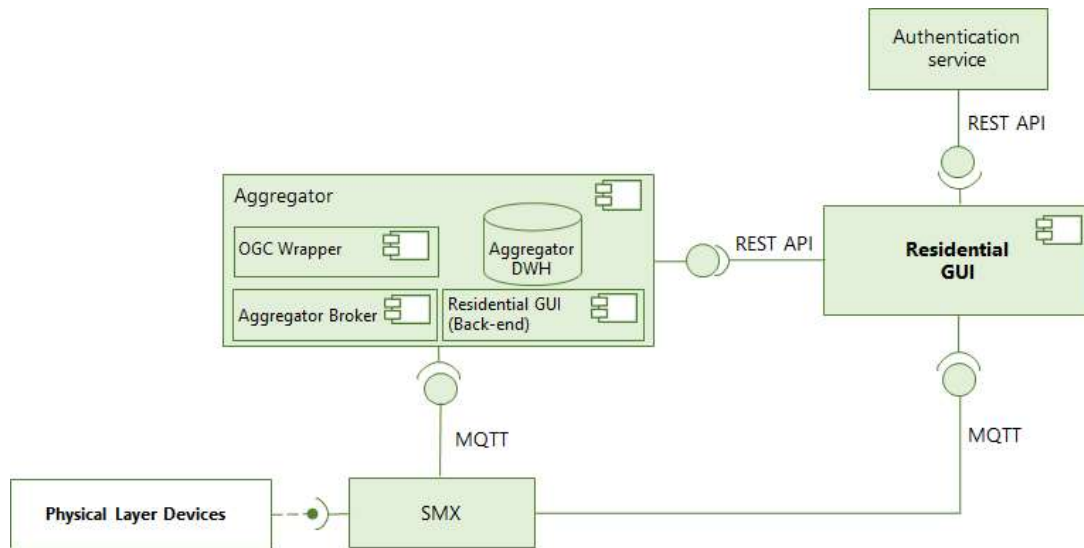 Authentication
service
REST API
Aggregator
OGC Wrapper
Aggregator
DWH
REST API
Residential
GUI
Aggregator Broker
Residential GUI
(Back-end)
MQTT
MQTT
Physical Layer Devices
SMX